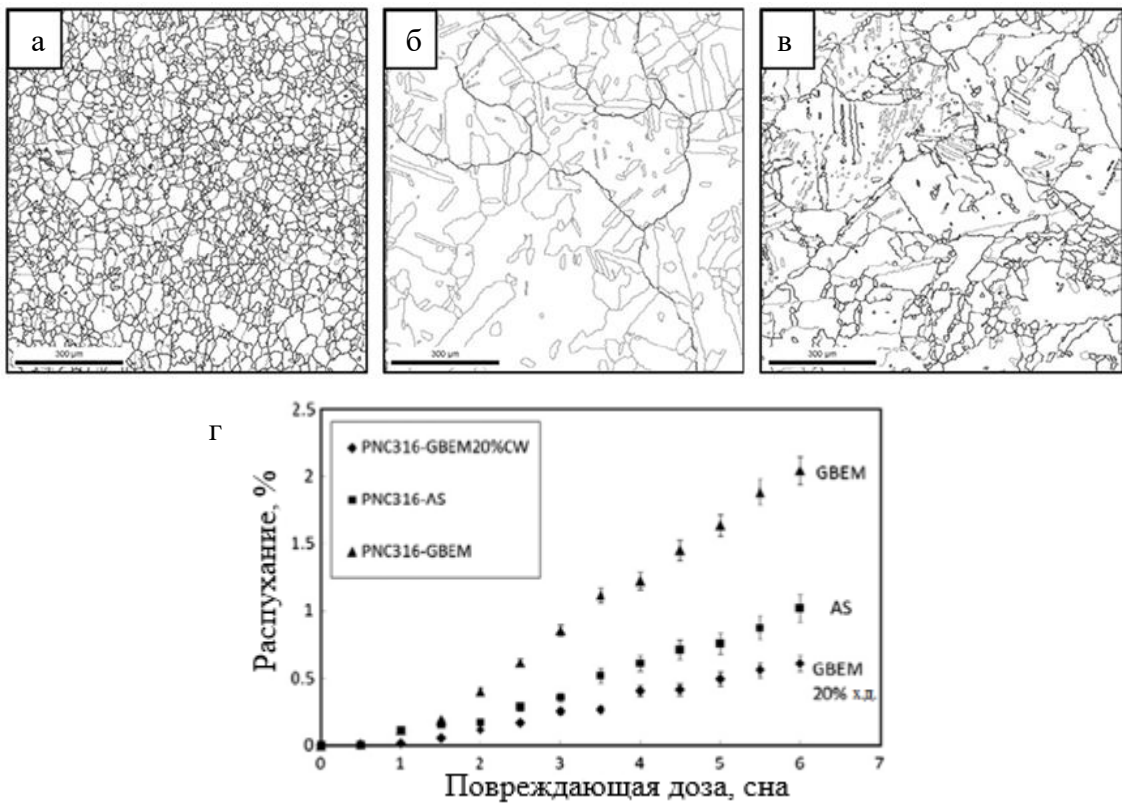 а
б
в
300 µm
300 µm
300 µm
г
Распухание, %
2.5
2
1.5
1
0.5
0
PNC316-GBEM20%CW
PNC316-AS
PNC316-GBEM
GBEM
AS
GBEM
20% х.д.
0 1 2 3 4 5 6 7
Повреждающая доза, сна